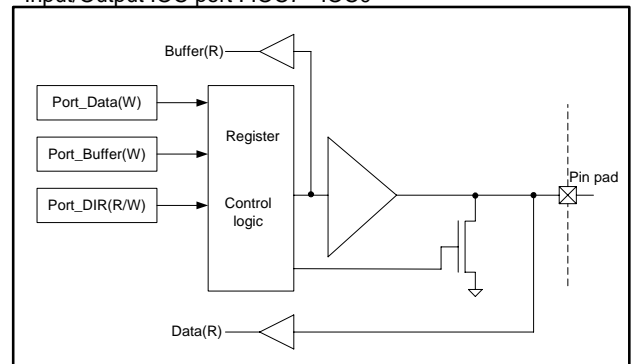 Input/Output IOC port : IOC7 - IOC0
Buffer(R)
Port_Data(W)
Register
Port_Buffer(W)
Pin pad
Port_DIR(R/W)
Control
logic
Data(R)